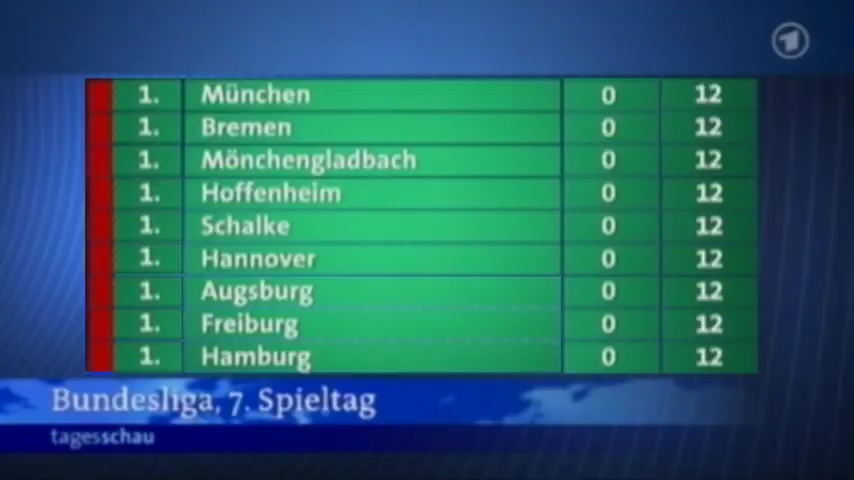 1. München 0 12
1. Bremen 0 12
1. Mönchengladbach 0 12
1. Hoffenheim 0 12
1. Schalke 0 12
1. Hannover 0 12
1. Augsburg 0 12
1. Freiburg 0 12
1. Hamburg 0 12
Bundesliga, 7. Spieltag
tagesschau